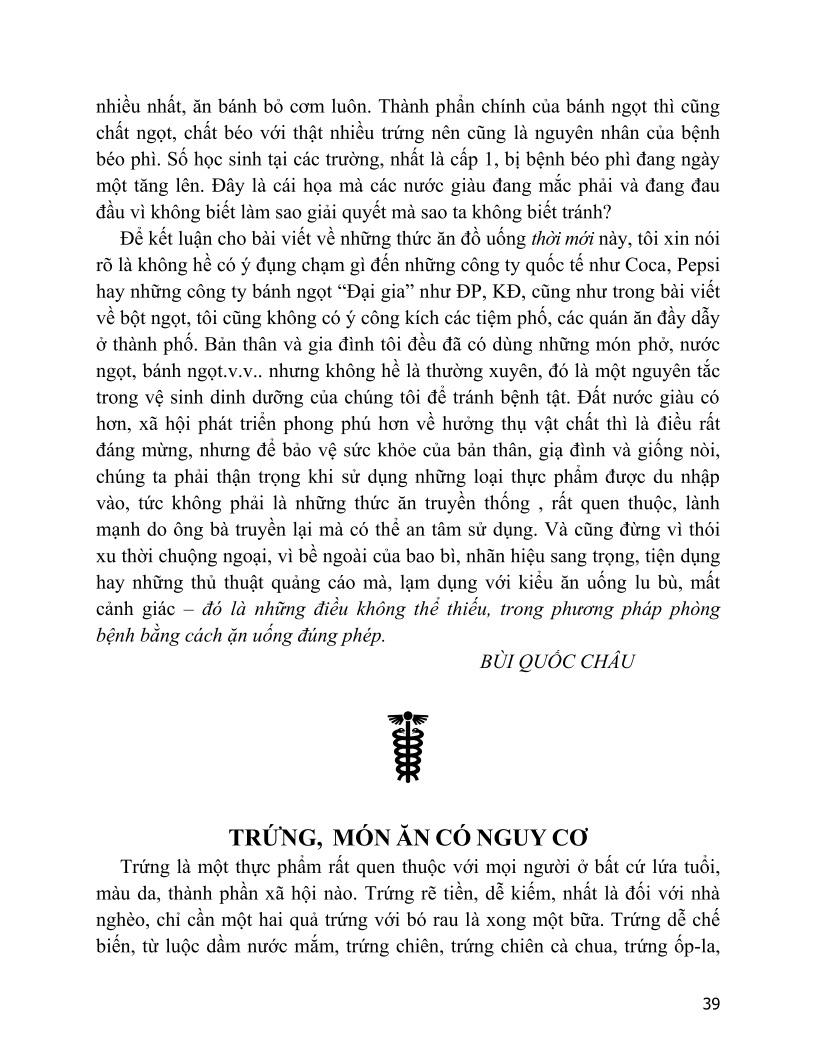 nhiều nhất, ăn bánh bỏ cơm luôn. Thành phẩn chính của bánh ngọt thì cũng
chất ngọt, chất béo với thật nhiều trứng nên cũng là nguyên nhân của bệnh
béo phì. Số học sinh tại các trường, nhất là cấp 1, bị bệnh béo phì đang ngày
một tăng lên. Đây là cái họa mà các nước giàu đang mắc phải và đang đau
đầu vì không biết làm sao giải quyết mà sao ta không biết tránh?
Để kết luận cho bài viết về những thức ăn đồ uống thời mới này, tôi xin nói
rõ là không hề có ý đụng chạm gì đến những công ty quốc tế như Coca, Pepsi
hay những công ty bánh ngọt “Đại gia” như ĐP, KĐ, cũng như trong bài viết
về bột ngọt, tôi cũng không có ý công kích các tiệm phố, các quán ăn đầy dẫy
ở thành phố. Bản thân và gia đình tôi đều đã có dùng những món phở, nước
ngọt, bánh ngọt.v.v.. nhưng không hề là thường xuyên, đó là một nguyên tắc
trong vệ sinh dinh dưỡng của chúng tôi để tránh bệnh tật. Đất nước giàu có
hơn, xã hội phát triển phong phú hơn về hưởng thụ vật chất thì là điều rất
đáng mừng, nhưng để bảo vệ sức khỏe của bản thân, giạ đình và giống nòi,
chúng ta phải thận trọng khi sử dụng những loại thực phẩm được du nhập
vào, tức không phải là những thức ăn truyền thống , rất quen thuộc, lành
mạnh do ông bà truyền lại mà có thể an tâm sử dụng. Và cũng đừng vì thói
xu thời chuộng ngoại, vì bề ngoài của bao bì, nhãn hiệu sang trọng, tiện dụng
hay những thủ thuật quảng cáo mà, lạm dụng với kiểu ăn uống lu bù, mất
cảnh giác – đó là những điều không thể thiếu, trong phương pháp phòng
bệnh bằng cách ặn uống đúng phép.
BÙI QUỐC CHÂU
TRỨNG, MÓN ĂN CÓ NGUY CƠ
Trứng là một thực phẩm rất quen thuộc với mọi người ở bất cứ lứa tuổi,
màu da, thành phần xã hội nào. Trứng rẽ tiền, dễ kiếm, nhất là đối với nhà
nghèo, chỉ cần một hai quả trứng với bó rau là xong một bữa. Trứng dễ chế
biến, từ luộc dầm nước mắm, trứng chiên, trứng chiên cà chua, trứng ốp-la,
39